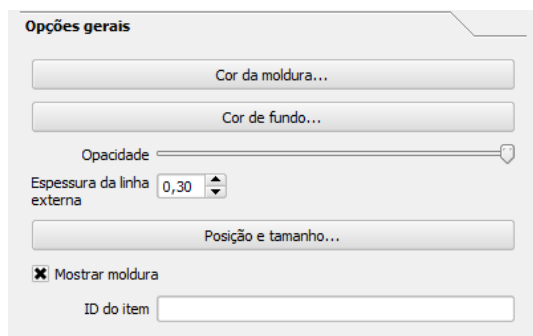 Opções gerais
Cor da moldura...
Cor de fundo...
Opacidade
Espessura da linha
externa
0,30
Posição e tamanho...
Mostrar moldura
ID do item